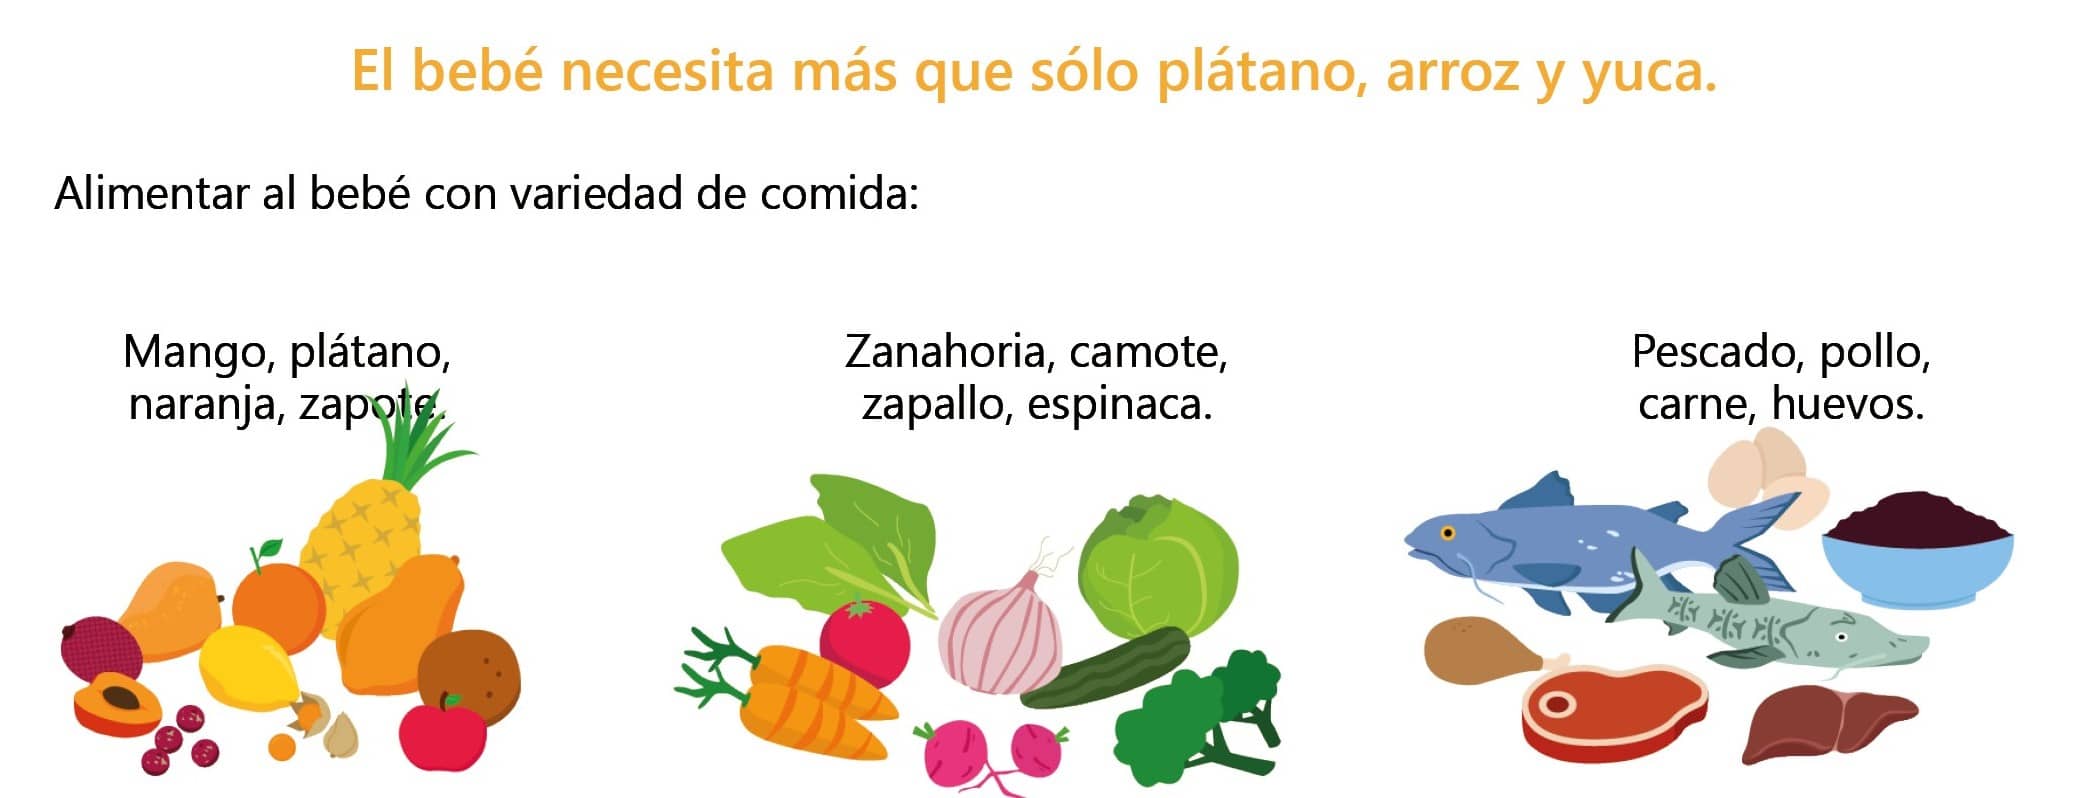 El bebé necesita más que sólo plátano, arroz y yuca.
Alimentar al bebé con variedad de comida:
Mango, plátano,
naranja, zapote.
Zanahoria, camote,
zapallo, espinaca.
Pescado, pollo,
carne, huevos.